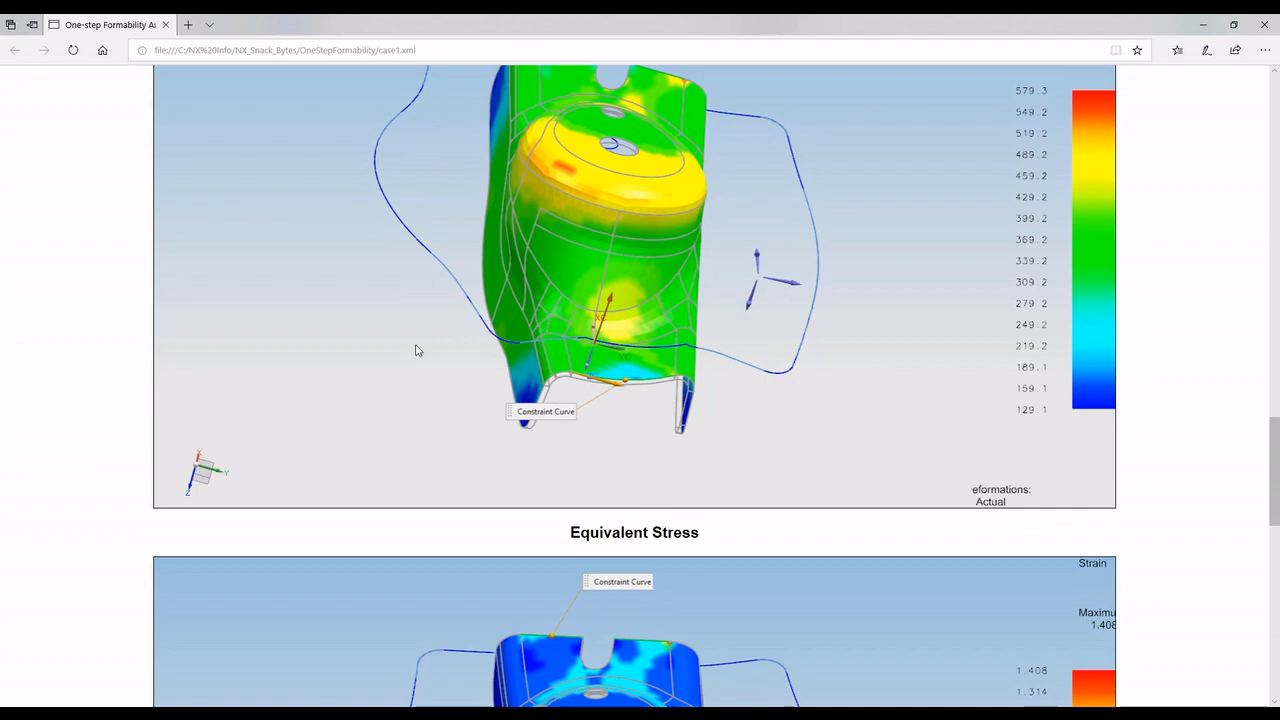 One-step Formability Ar
file:///C:/NX%20Info/NX_Snack_Bytes/OneStepFormability/case1.xml
579.3
549.2
519.2
489.2
459.2
429.2
399.2
369.2
339.2
309.2
279.2
249.2
219.2
189.1
159.1
129.1
XC
YC
Constraint Curve
X
Y
Z
eformations:
Actual
Equivalent Stress
Constraint Curve
Strain
Maximu
1.408
1.408
1.314